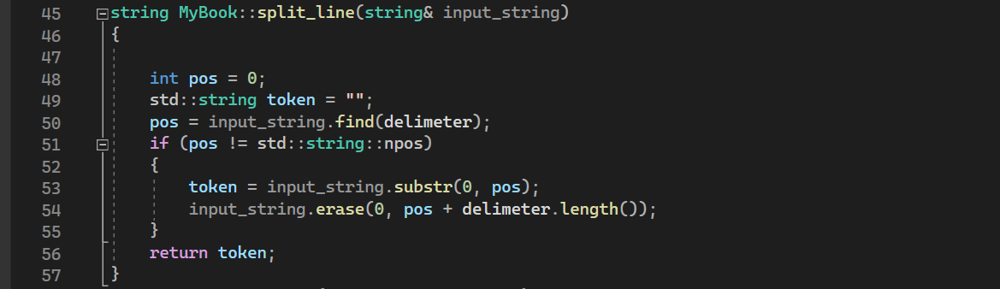 45 string MyBook::split_line(string& input_string)
46 {
47
48 int pos = 0;
49 std::string token = "";
50 pos = input_string.find(delimeter);
51 if (pos != std::string::npos)
52 {
53 token = input_string.substr(0, pos);
54 input_string.erase(0, pos + delimeter.length());
55 }
56 return token;
57 }